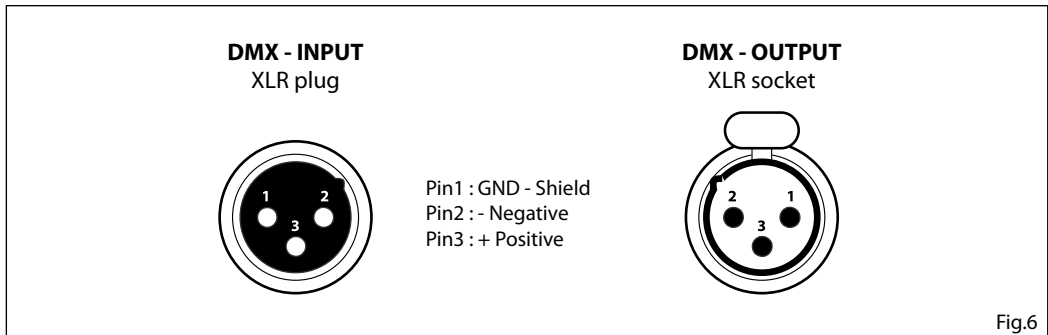 DMX - INPUT
XLR plug
DMX - OUTPUT
XLR socket
1
2
3
Pin1 : GND - Shield
Pin2 : - Negative
Pin3 : + Positive
2
1
3
Fig.6